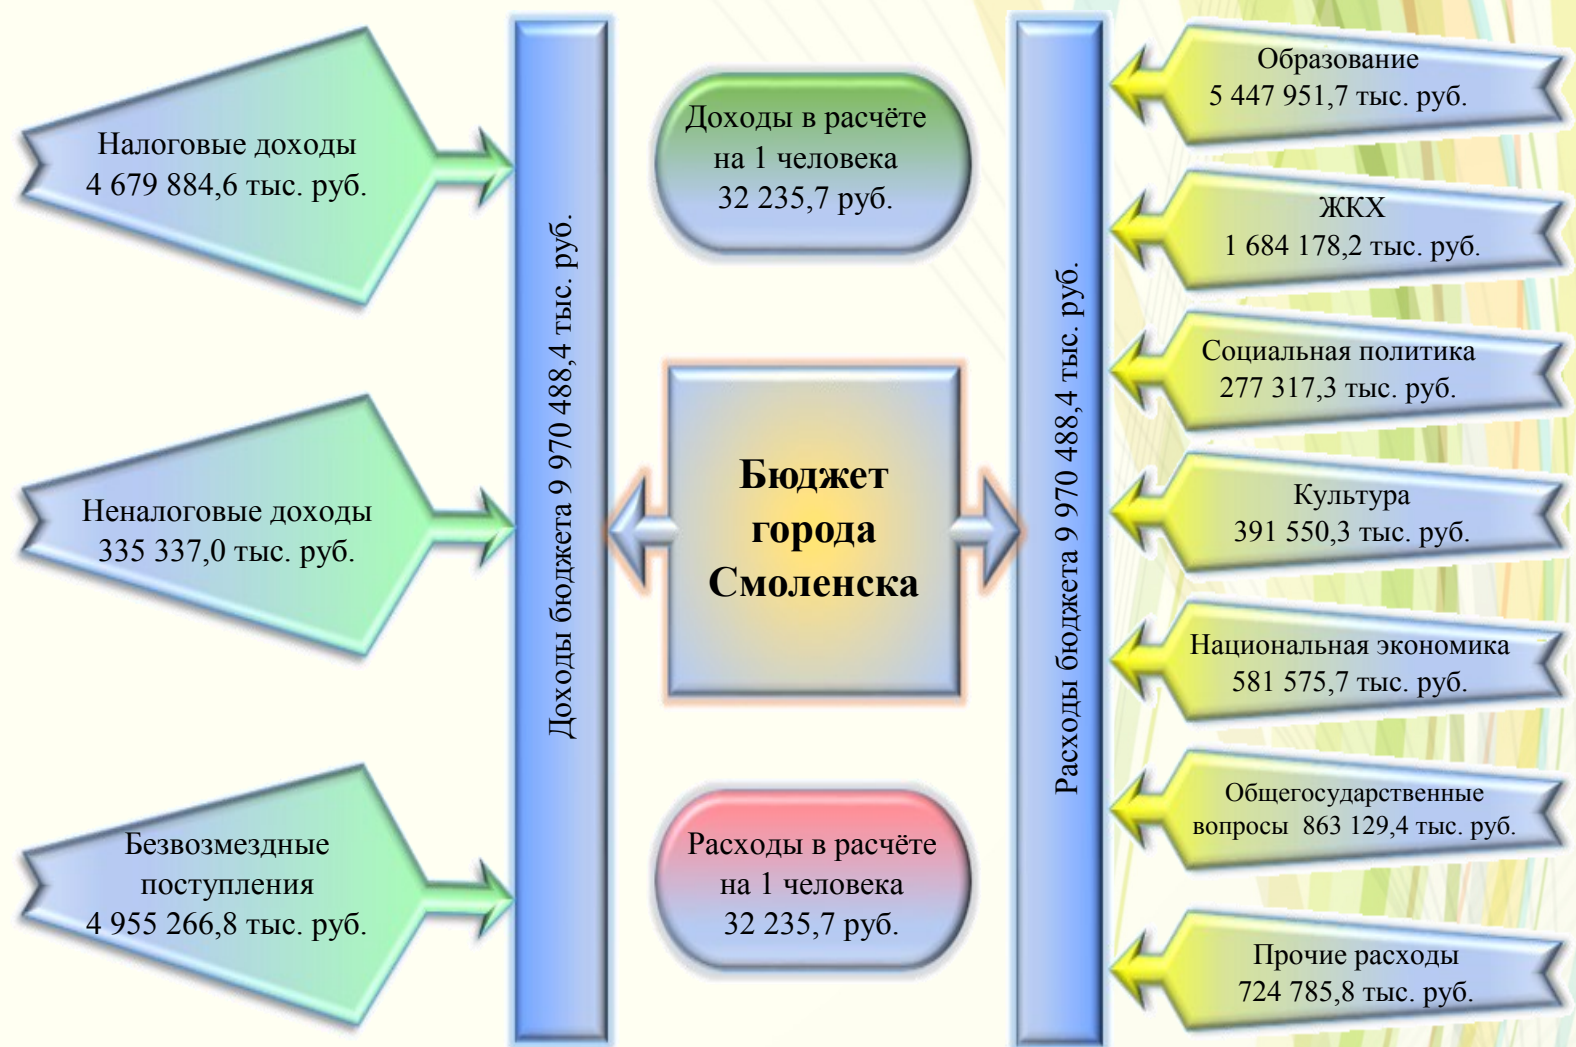 Налоговые доходы
4 679 884,6 тыс. руб.
Неналоговые доходы
335 337,0 тыс. руб.
Безвозмездные
поступления
4 955 266,8 тыс. руб.
Доходы бюджета 9 970 488,4 тыс. руб.
Доходы в расчёте
на 1 человека
32 235,7 руб.
Бюджет
города
Смоленска
Расходы в расчёте
на 1 человека
32 235,7 руб.
Расходы бюджета 9 970 488,4 тыс. руб.
Образование
5 447 951,7 тыс. руб.
ЖКХ
1 684 178,2 тыс. руб.
Социальная политика
277 317,3 тыс. руб.
Культура
391 550,3 тыс. руб.
Национальная экономика
581 575,7 тыс. руб.
Общегосударственные
вопросы 863 129,4 тыс. руб.
Прочие расходы
724 785,8 тыс. руб.